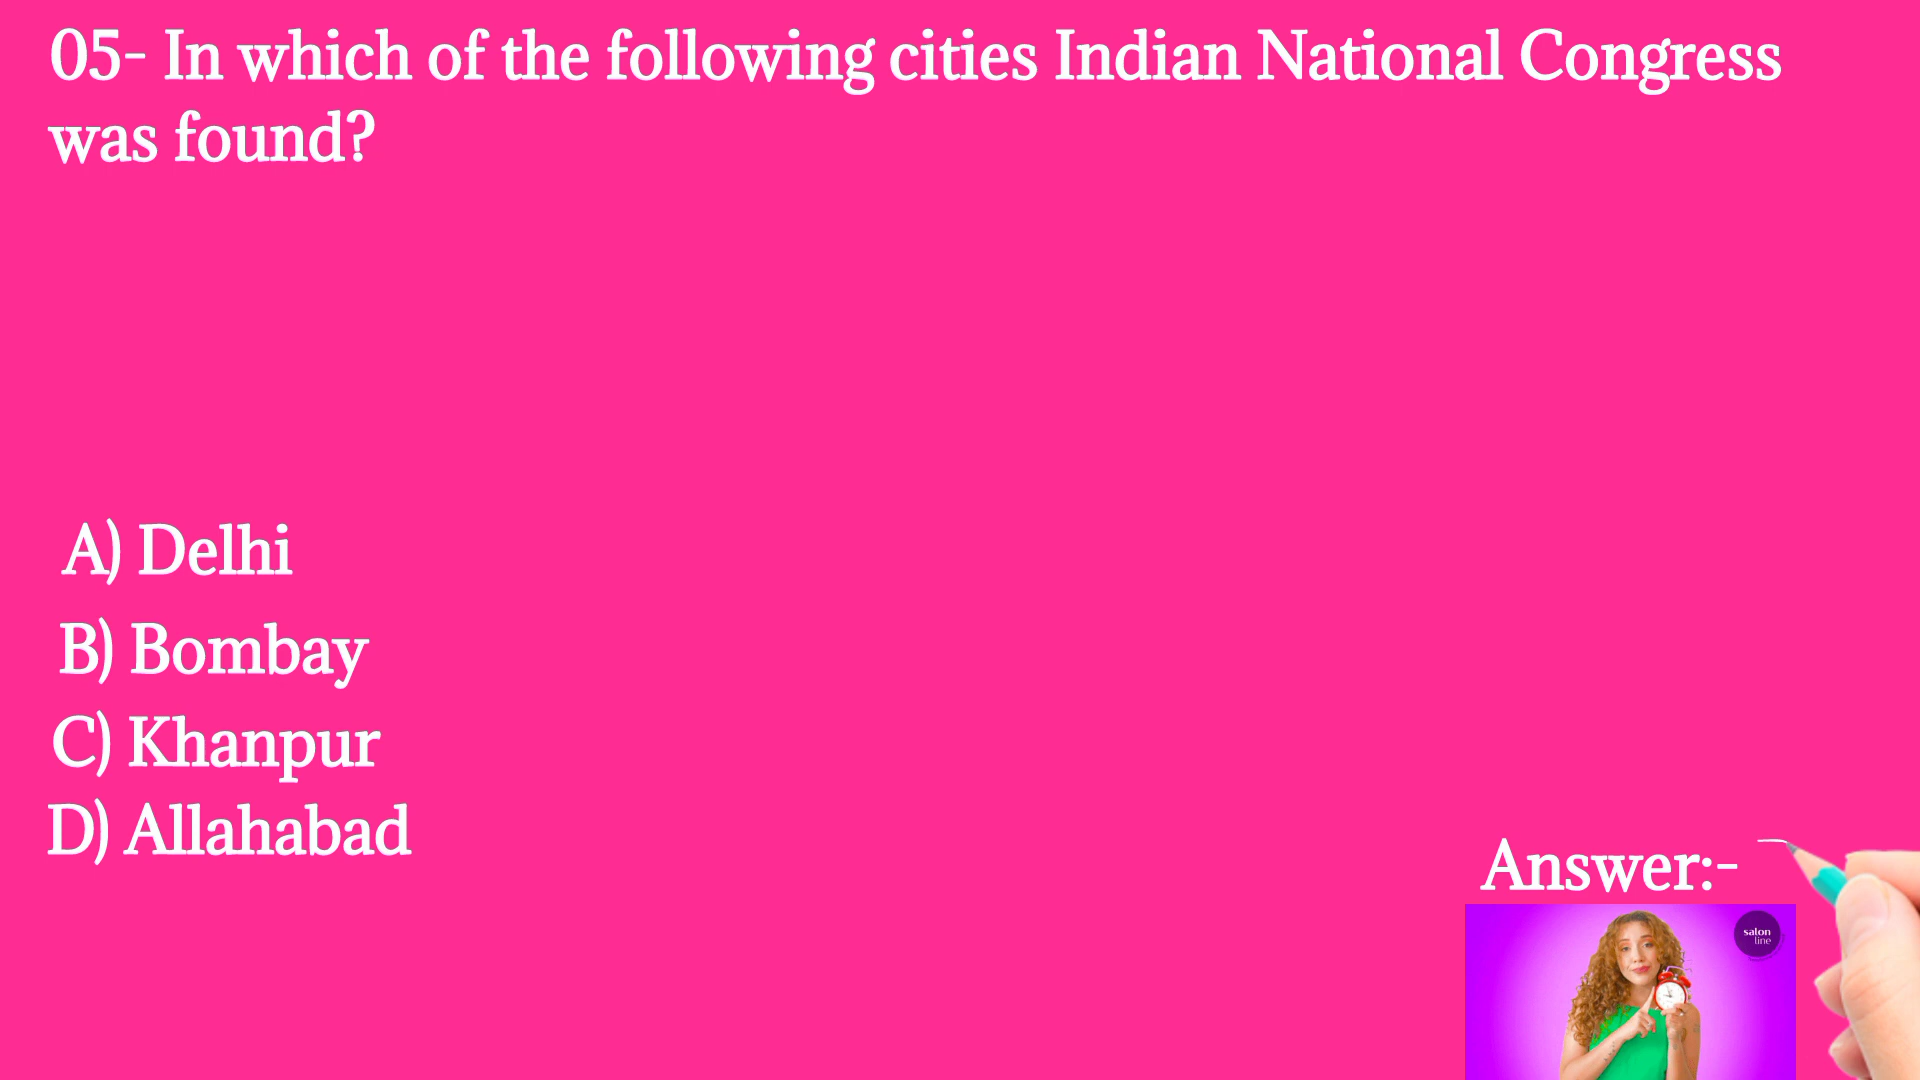 05- In which of the following cities Indian National Congress
was found?
A) Delhi
B) Bombay
C) Khanpur
D) Allahabad
Answer:-
salon
line